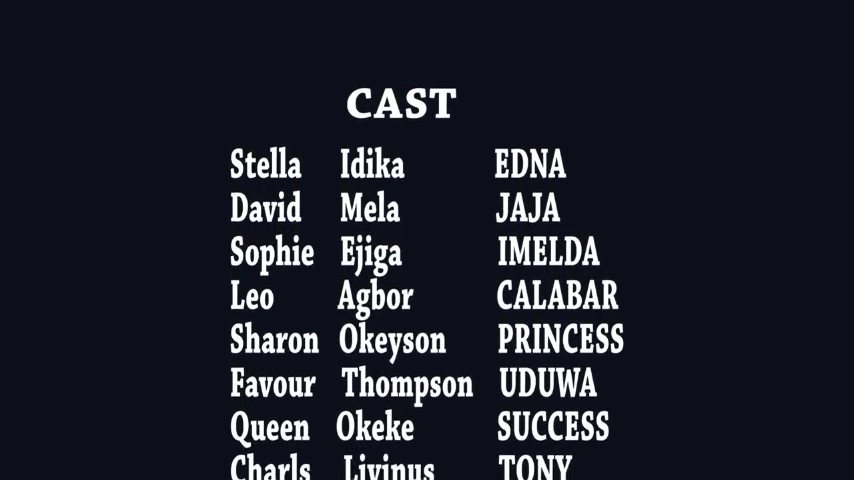 CAST
Stella Idika EDNA
David Mela JAJA
Sophie Ejiga IMELDA
Leo Agbor CALABAR
Sharon Okeyson PRINCESS
Favour Thompson UDUWA
Queen Okeke SUCCESS
Charls Livinus TONY